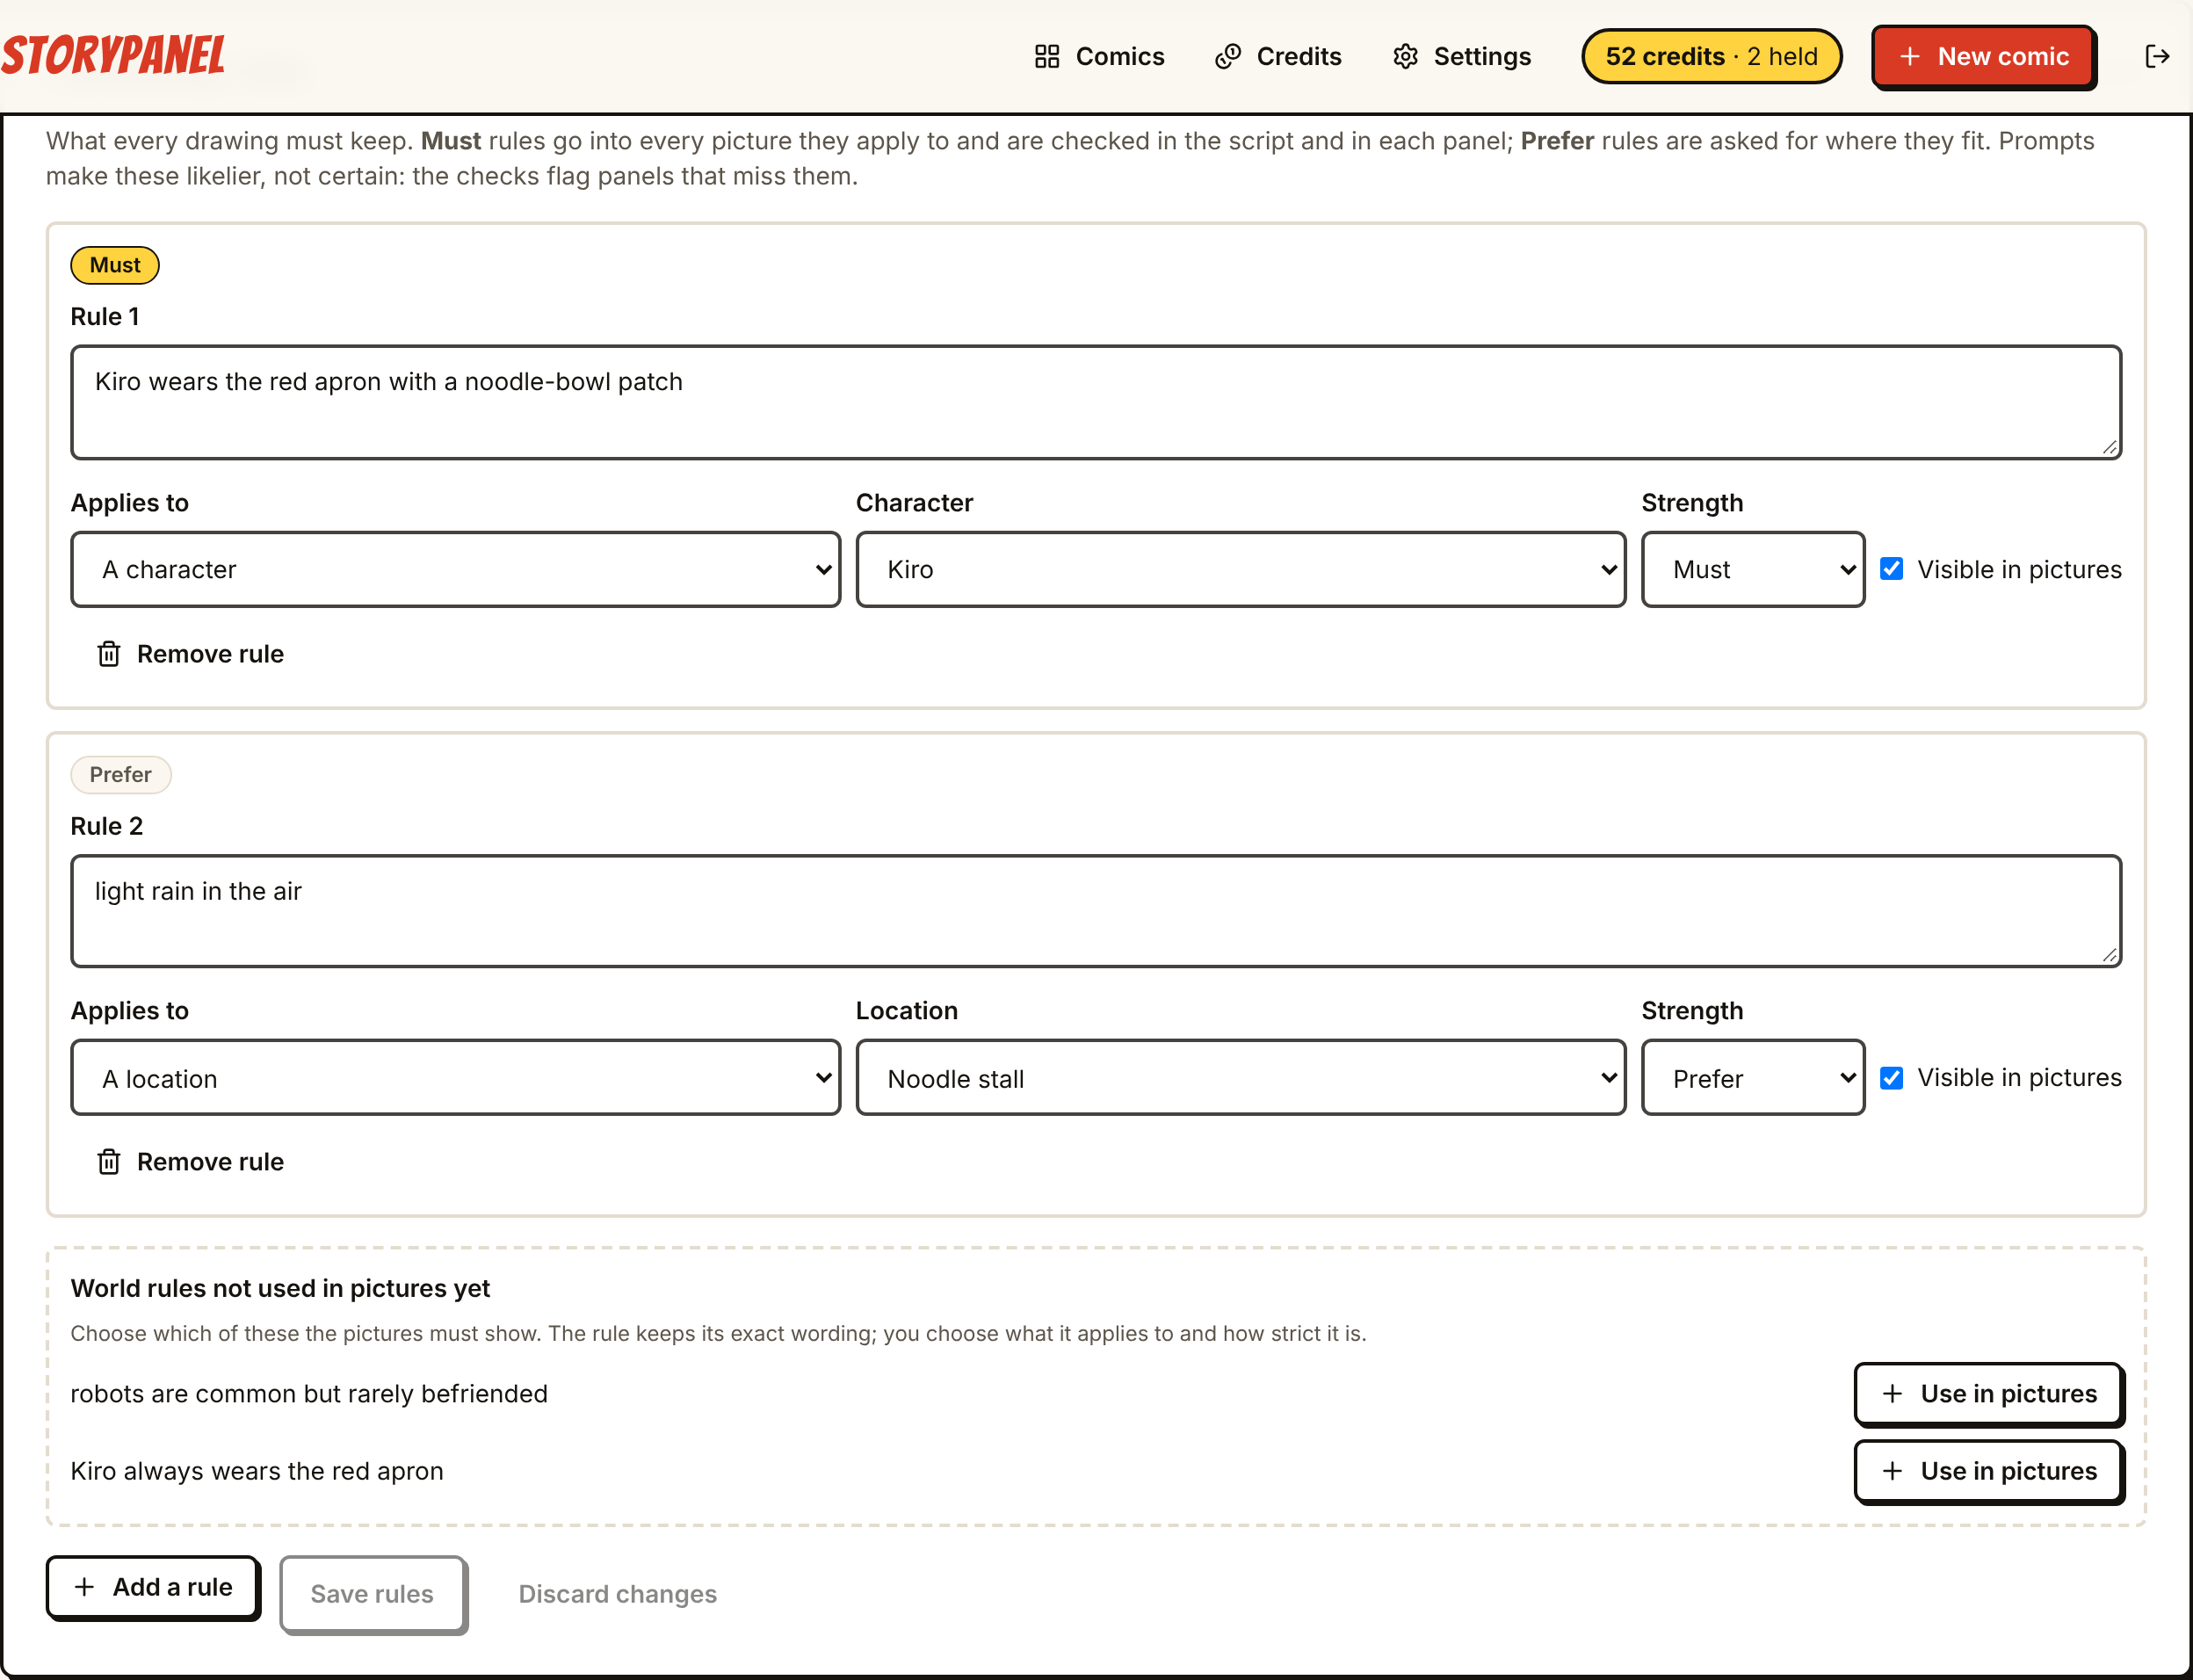 STORYPANEL
Comics
Credits
Settings
52 credits · 2 held
+ New comic
What every drawing must keep. Must rules go into every picture they apply to and are checked in the script and in each panel; Prefer rules are asked for where they fit. Prompts
make these likelier, not certain: the checks flag panels that miss them.
Must
Rule 1
Kiro wears the red apron with a noodle-bowl patch
Applies to
Character
Strength
A character
Kiro
Must
Visible in pictures
Remove rule
Prefer
Rule 2
light rain in the air
Applies to
Location
Strength
A location
Noodle stall
Prefer
Visible in pictures
Remove rule
World rules not used in pictures yet
Choose which of these the pictures must show. The rule keeps its exact wording; you choose what it applies to and how strict it is.
robots are common but rarely befriended
+ Use in pictures
Kiro always wears the red apron
+ Use in pictures
+ Add a rule
Save rules
Discard changes